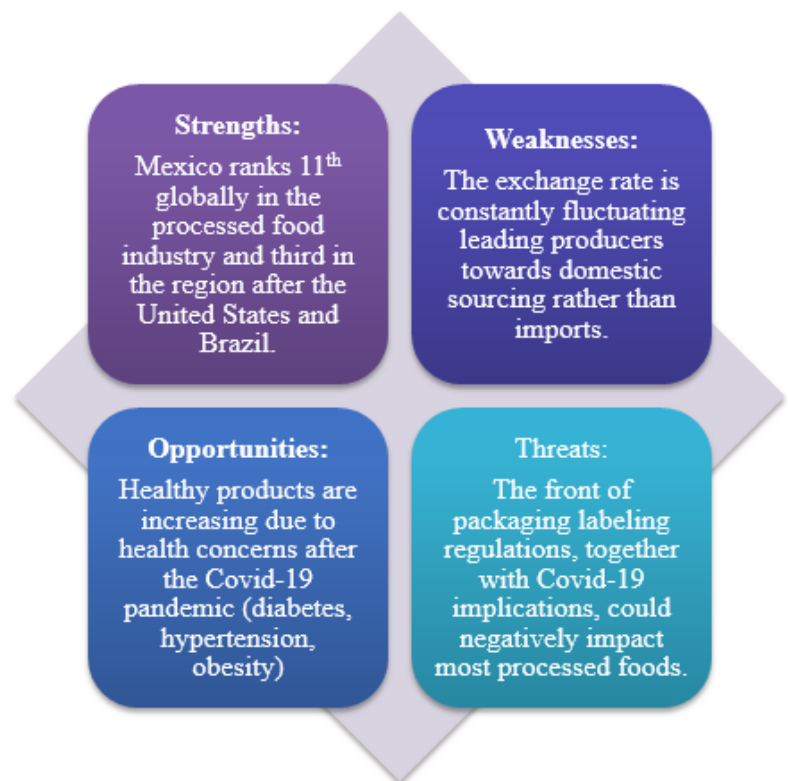 Strengths:
Mexico ranks 11th
globally in the
processed food
industry and third in
the region after the
United States and
Brazil.
Weaknesses:
The exchange rate is
constantly fluctuating
leading producers
towards domestic
sourcing rather than
imports.
Opportunities:
Healthy products are
increasing due to
health concerns after
the Covid-19
pandemic (diabetes,
hypertension,
obesity)
Threats:
The front of
packaging labeling
regulations, together
with Covid-19
implications, could
negatively impact
most processed foods.